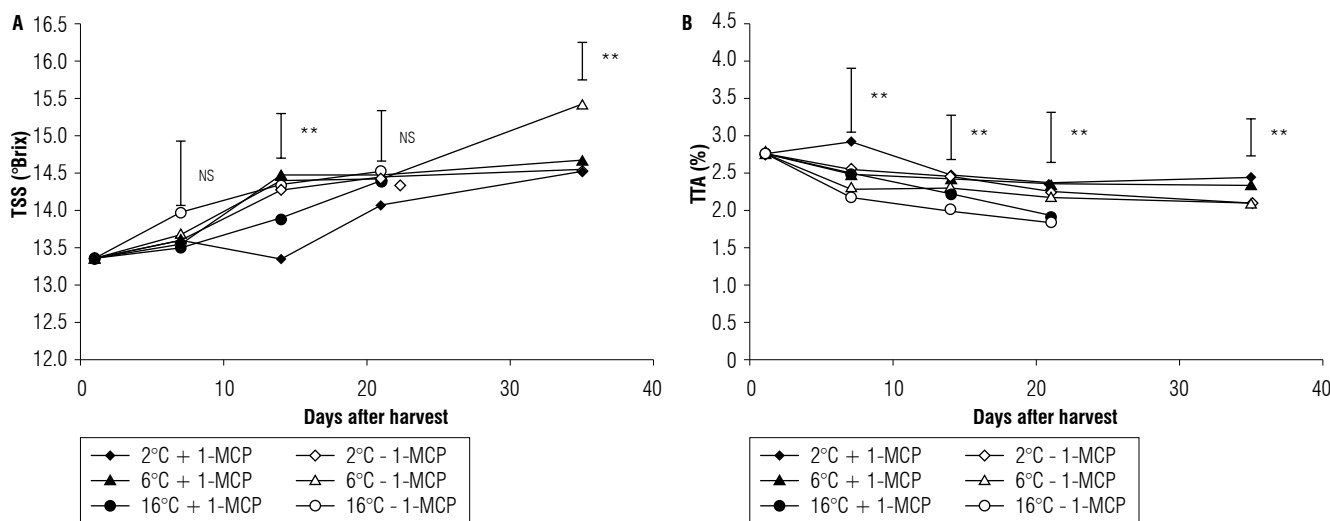 A
TSS (ºBrix)
16.5
16.0
15.5
15.0
14.5
14.0
13.5
13.0
12.5
12.0
NS
**
NS
**
0
10
20
30
40
Days after harvest
2°C + 1-MCP
2°C - 1-MCP
6°C + 1-MCP
6°C - 1-MCP
16°C + 1-MCP
16°C - 1-MCP
B
TTA (%)
4.5
4.0
3.5
3.0
2.5
2.0
1.5
1.0
0.5
0
**
**
**
**
0
10
20
30
40
Days after harvest
2°C + 1-MCP
2°C - 1-MCP
6°C + 1-MCP
6°C - 1-MCP
16°C + 1-MCP
16°C - 1-MCP